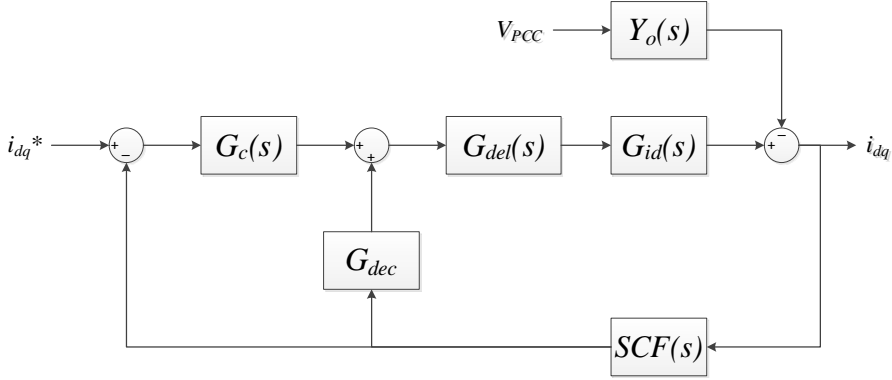 V_PCC
Y_o(s)
i_dq*
+
−
G_c(s)
+
+
G_del(s)
G_id(s)
+
−
i_dq
G_dec
SCF(s)